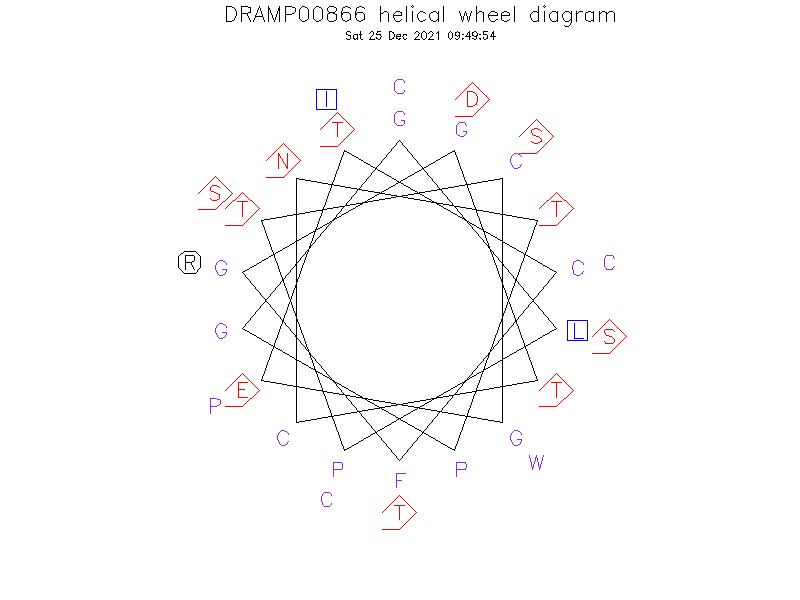 DRAMP00866 helical wheel diagram
Sat 25 Dec 2021 09:49:54
C
I D
G
T G S
N C
S T T
R G C C
G L S
P E T
C G
P P W
F
C
T